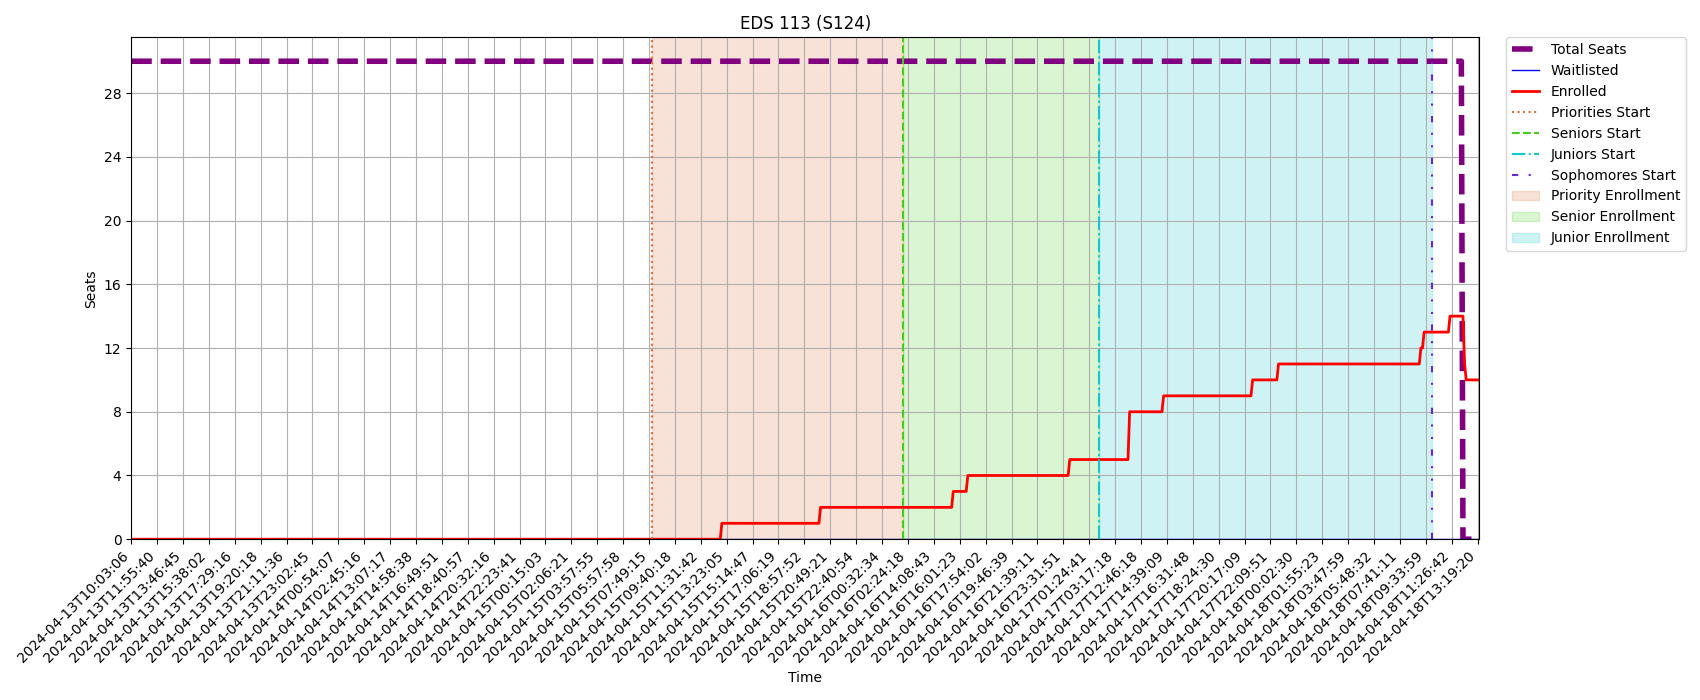 EDS 113 (S124)
Seats
28
24
20
16
12
8
4
0
2024-04-13T10:03:06
2024-04-13T11:55:40
2024-04-13T13:46:45
2024-04-13T15:38:02
2024-04-13T17:29:16
2024-04-13T19:20:18
2024-04-13T21:11:36
2024-04-13T23:02:45
2024-04-14T00:54:07
2024-04-14T02:45:16
2024-04-14T13:07:17
2024-04-14T14:58:38
2024-04-14T16:49:51
2024-04-14T18:40:57
2024-04-14T20:32:16
2024-04-14T22:23:41
2024-04-15T00:15:03
2024-04-15T02:06:21
2024-04-15T03:57:55
2024-04-15T05:57:58
2024-04-15T07:49:15
2024-04-15T09:40:18
2024-04-15T11:31:42
2024-04-15T13:23:05
2024-04-15T15:14:47
2024-04-15T17:06:19
2024-04-15T18:57:52
2024-04-15T20:49:21
2024-04-15T22:40:54
2024-04-16T00:32:34
2024-04-16T02:24:18
2024-04-16T14:08:43
2024-04-16T16:01:23
2024-04-16T17:54:02
2024-04-16T19:46:39
2024-04-16T21:39:11
2024-04-16T23:31:51
2024-04-17T01:24:41
2024-04-17T03:17:18
2024-04-17T12:46:18
2024-04-17T14:39:09
2024-04-17T16:31:48
2024-04-17T18:24:30
2024-04-17T20:17:09
2024-04-17T22:09:51
2024-04-18T00:02:30
2024-04-18T01:55:23
2024-04-18T03:47:59
2024-04-18T05:48:32
2024-04-18T07:41:11
2024-04-18T09:33:59
2024-04-18T11:26:42
2024-04-18T13:19:20
Time
Total Seats
Waitlisted
Enrolled
Priorities Start
Seniors Start
Juniors Start
Sophomores Start
Priority Enrollment
Senior Enrollment
Junior Enrollment